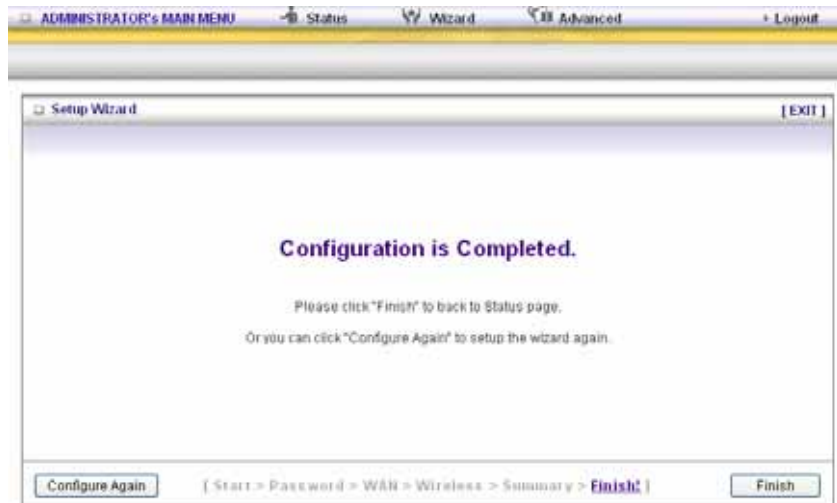 ADMINISTRATOR's MAIN MENU Status Wizard Advanced Logout
Setup Wizard [ EXIT ]
Configuration is Completed.
Please click "Finish" to back to Status page.
Or you can click "Configure Again" to setup the wizard again.
Configure Again [ Start > Password > WAN > Wireless > Summary > Finish! ] Finish